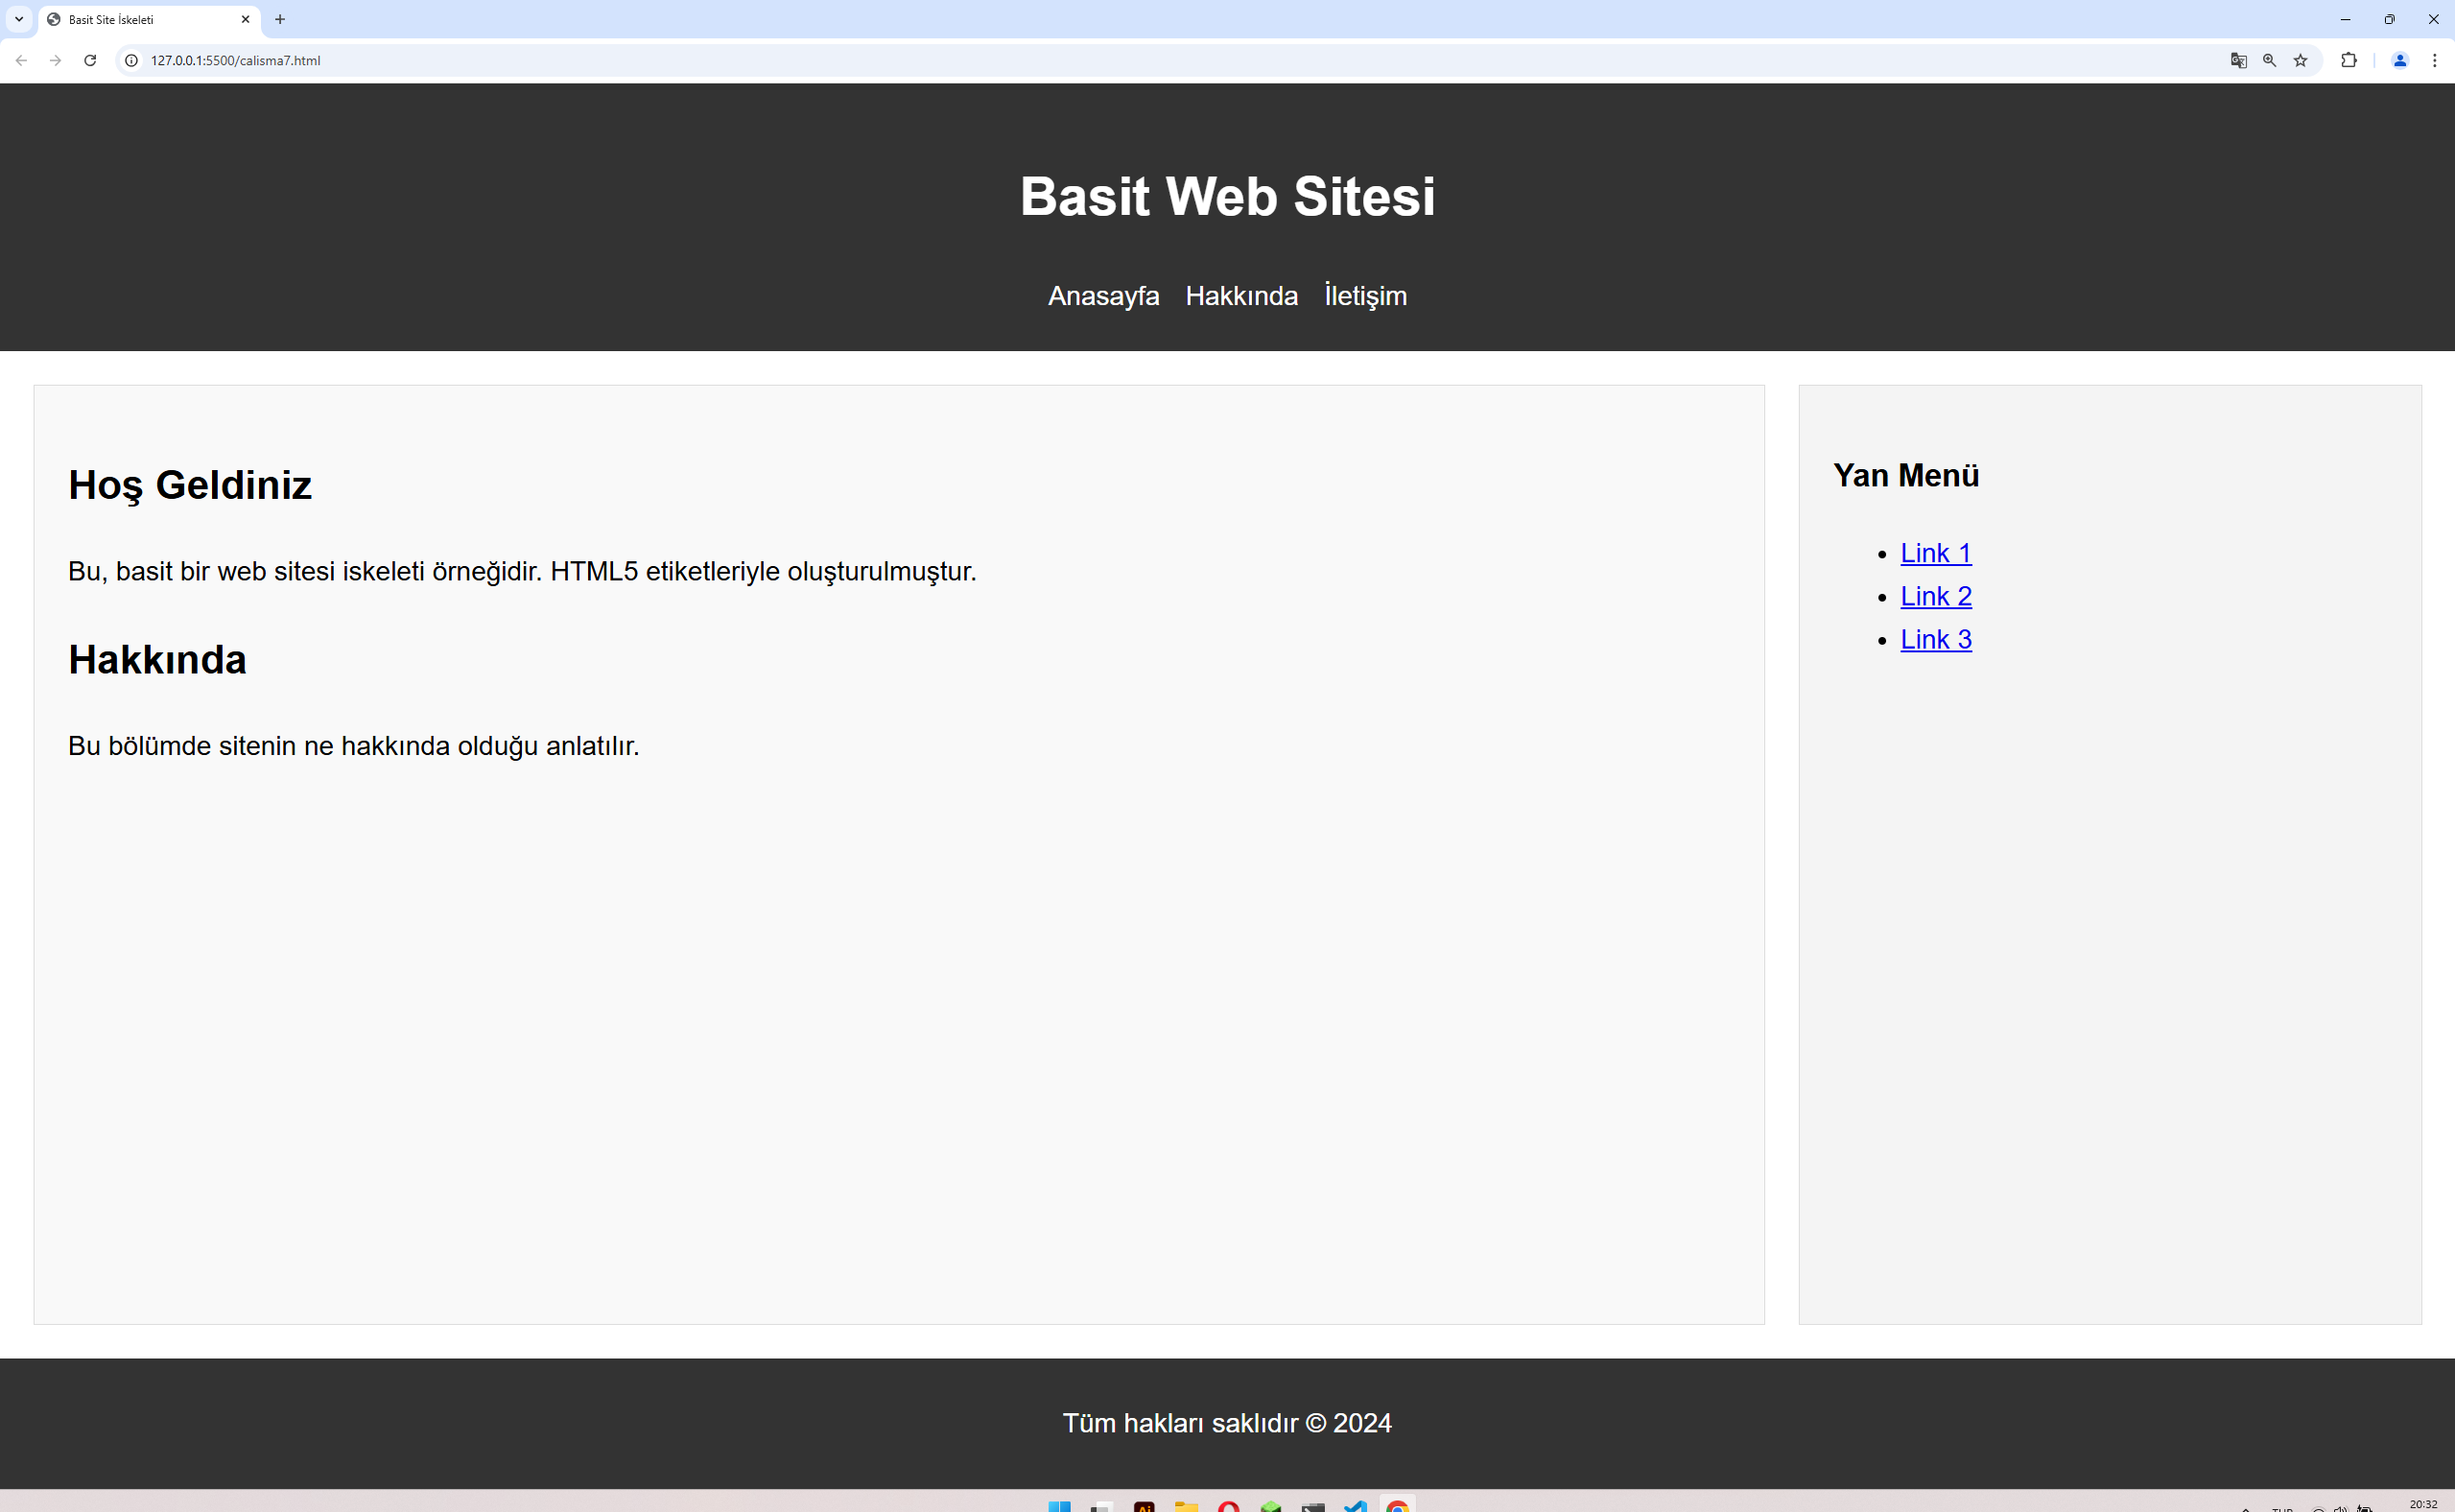 Basit Site İskeleti
127.0.0.1:5500/calisma7.html
Basit Web Sitesi
Anasayfa Hakkında İletişim
Hoş Geldiniz
Bu, basit bir web sitesi iskeleti örneğidir. HTML5 etiketleriyle oluşturulmuştur.
Hakkında
Bu bölümde sitenin ne hakkında olduğu anlatılır.
Yan Menü
Link 1
Link 2
Link 3
Tüm hakları saklıdır © 2024
Ai
20:32